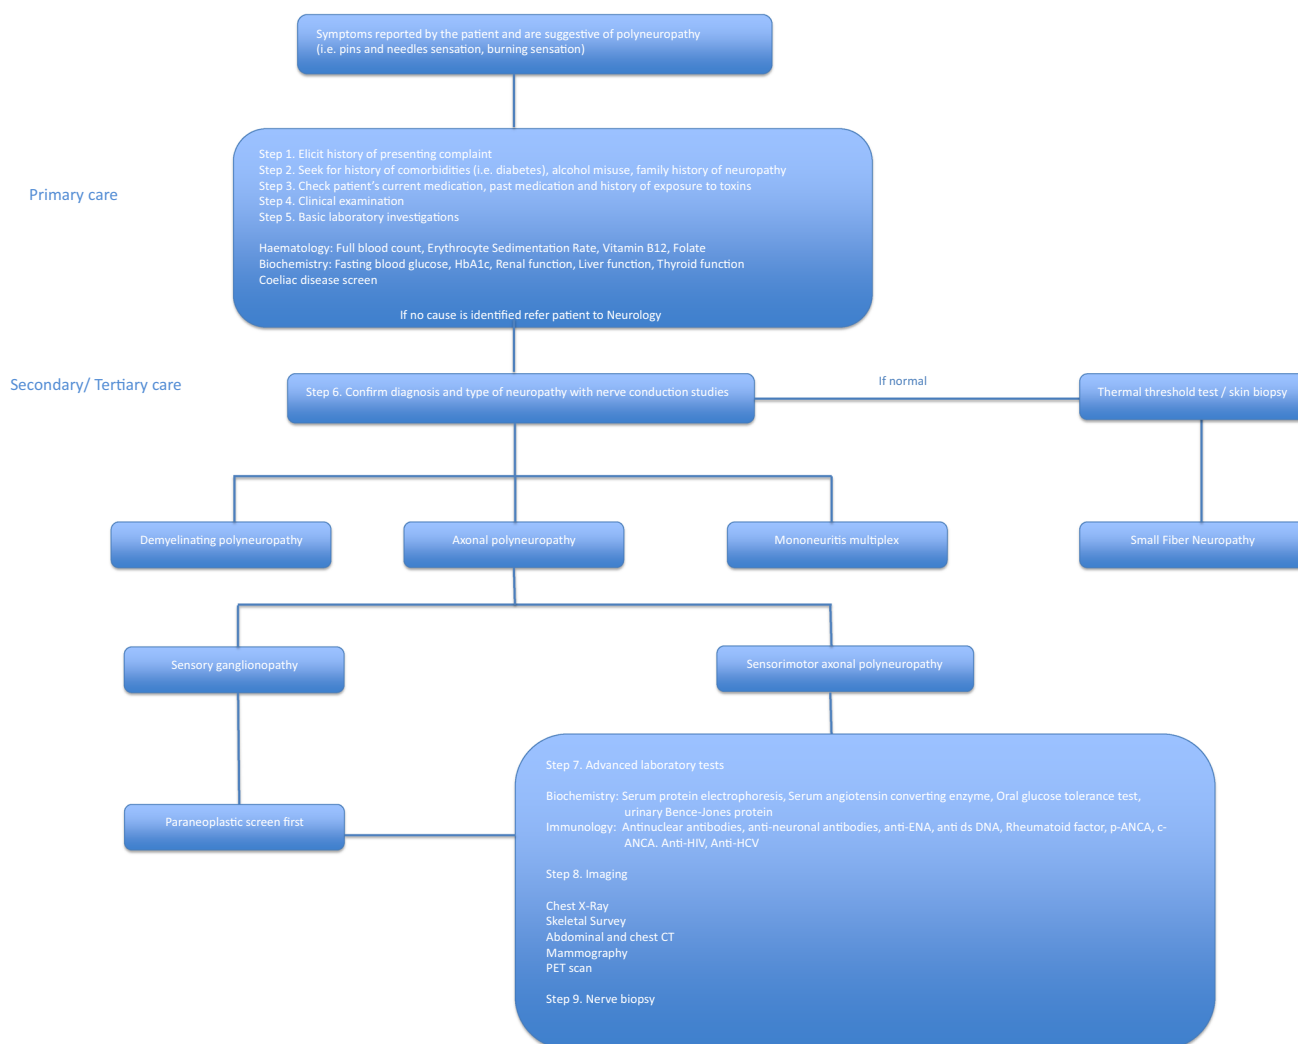 Symptoms reported by the patient and are suggestive of polyneuropathy
(i.e. pins and needles sensation, burning sensation)
Primary care
Step 1. Elicit history of presenting complaint
Step 2. Seek for history of comorbidities (i.e. diabetes), alcohol misuse, family history of neuropathy
Step 3. Check patient's current medication, past medication and history of exposure to toxins
Step 4. Clinical examination
Step 5. Basic laboratory investigations
Haematology: Full blood count, Erythrocyte Sedimentation Rate, Vitamin B12, Folate
Biochemistry: Fasting blood glucose, HbA1c, Renal function, Liver function, Thyroid function
Coeliac disease screen
If no cause is identified refer patient to Neurology
Secondary/ Tertiary care
Step 6. Confirm diagnosis and type of neuropathy with nerve conduction studies
If normal
Thermal threshold test / skin biopsy
Demyelinating polyneuropathy
Axonal polyneuropathy
Mononeuritis multiplex
Small Fiber Neuropathy
Sensory ganglionopathy
Sensorimotor axonal polyneuropathy
Paraneoplastic screen first
Step 7. Advanced laboratory tests
Biochemistry: Serum protein electrophoresis, Serum angiotensin converting enzyme, Oral glucose tolerance test,
urinary Bence-Jones protein
Immunology: Antinuclear antibodies, anti-neuronal antibodies, anti-ENA, anti ds DNA, Rheumatoid factor, p-ANCA, c-
ANCA. Anti-HIV, Anti-HCV
Step 8. Imaging
Chest X-Ray
Skeletal Survey
Abdominal and chest CT
Mammography
PET scan
Step 9. Nerve biopsy